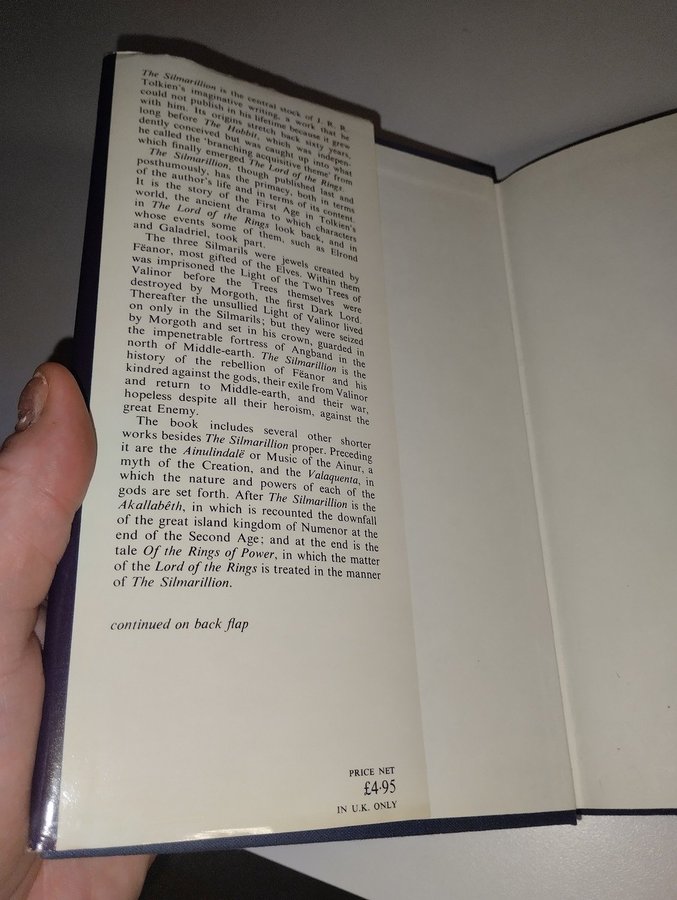 The Silmarillion is the central stock of J. R. R.
Tolkien's imaginative writing, a work that he
could not publish in his lifetime because it grew
with him. Its origins stretch back sixty years,
long before The Hobbit, which was indepen-
dently conceived but was caught up into what
he called the 'branching acquisitive theme' from
which finally emerged The Lord of the Rings.
The Silmarillion, though published last and
posthumously, has the primacy, both in terms
of the author's life and in terms of its content.
It is the story of the First Age in Tolkien's
world, the ancient drama to which characters
in The Lord of the Rings look back, and in
whose events some of them, such as Elrond
and Galadriel, took part.
The three Silmarils were jewels created by
Fëanor, most gifted of the Elves. Within them
was imprisoned the Light of the Two Trees of
Valinor before the Trees themselves were
destroyed by Morgoth, the first Dark Lord.
Thereafter the unsullied Light of Valinor lived
on only in the Silmarils; but they were seized
by Morgoth and set in his crown, guarded in
the impenetrable fortress of Angband in the
north of Middle-earth. The Silmarillion is the
history of the rebellion of Fëanor and his
kindred against the gods, their exile from Valinor
and return to Middle-earth, and their war,
hopeless despite all their heroism, against the
great Enemy.
The book includes several other shorter
works besides The Silmarillion proper. Preceding
it are the Ainulindalë or Music of the Ainur, a
myth of the Creation, and the Valaquenta, in
which the nature and powers of each of the
gods are set forth. After The Silmarillion is the
Akallabêth, in which is recounted the downfall
of the great island kingdom of Numenor at the
end of the Second Age; and at the end is the
tale Of the Rings of Power, in which the matter
of the Lord of the Rings is treated in the manner
of The Silmarillion.
continued on back flap
PRICE NET
£4·95
IN U.K. ONLY